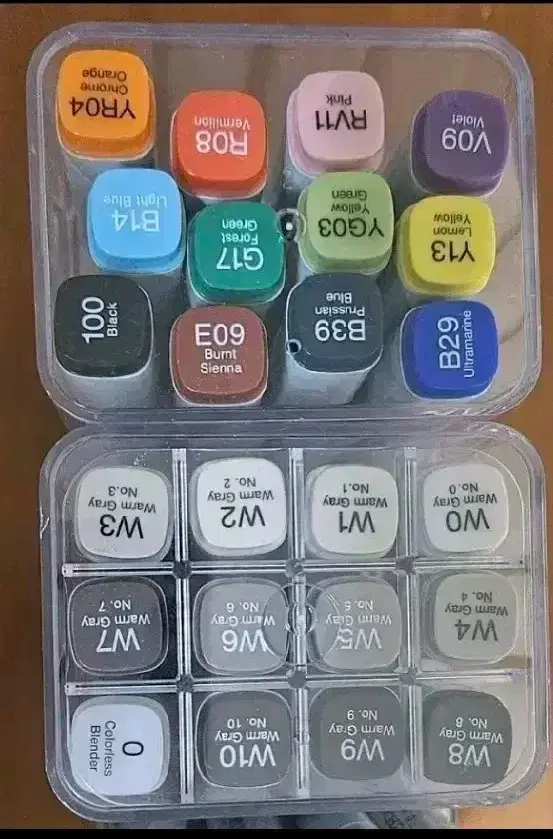 YR04
Chrome
Orange
R08
Vermilion
RV11
Pink
V09
Violet
B14
Light Blue
G17
Forest
Green
YG03
Yellow
Green
Y13
Lemon
Yellow
100
Black
E09
Burnt
Sienna
B39
Prussian
Blue
B29
Ultramarine
W3
Warm Gray
No.3
W2
Warm Gray
No. 2
W1
Warm Gray
No.1
W0
Warm Gray
No.0
W7
Warm Gray
No. 7
W6
Warm Gray
No. 6
W5
Warm Gray
No. 5
W4
Warm Gray
No. 4
0
Colorless
Blender
W10
Warm Gray
No. 10
W9
Warm Gray
No. 9
W8
Warm Gray
No. 8